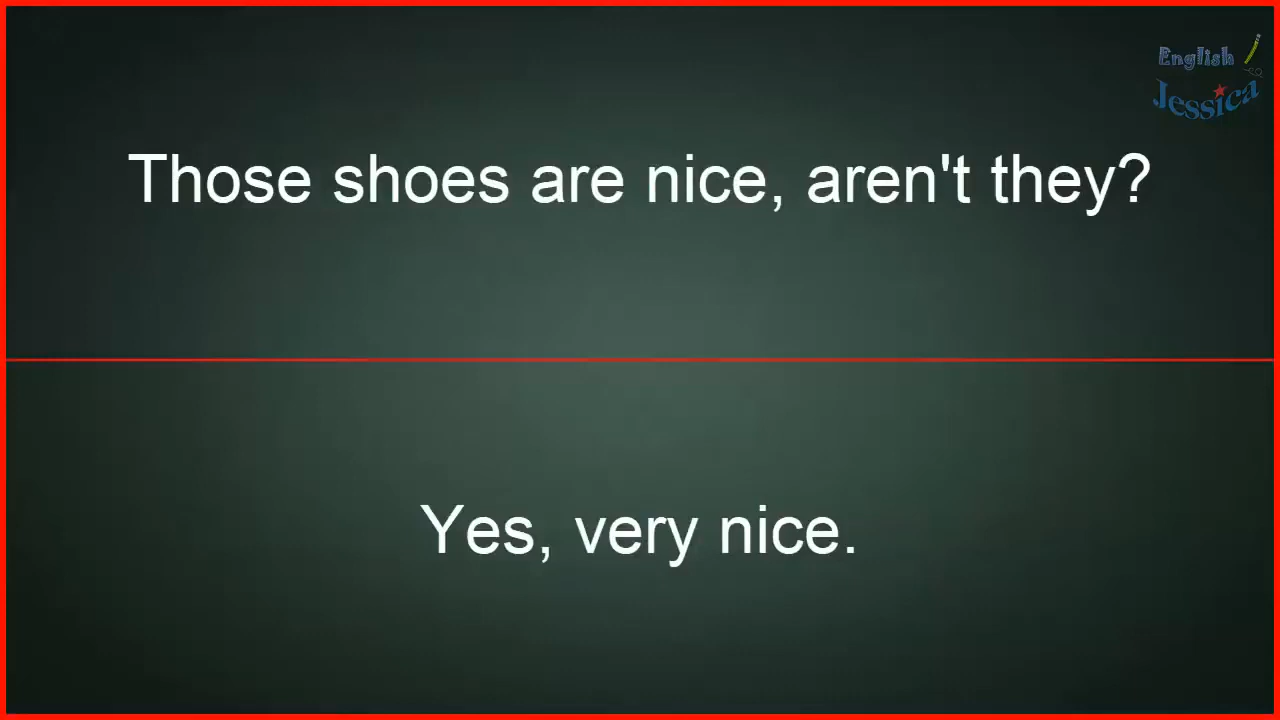 English
Jessica
Those shoes are nice, aren't they?
Yes, very nice.